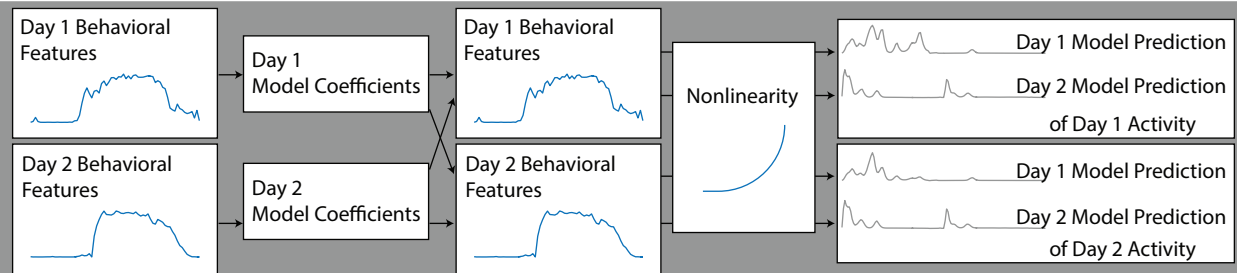 Day 1 Behavioral
Features
Day 2 Behavioral
Features
Day 1
Model Coefficients
Day 2
Model Coefficients
Day 1 Behavioral
Features
Day 2 Behavioral
Features
Nonlinearity
Day 1 Model Prediction
Day 2 Model Prediction
of Day 1 Activity
Day 1 Model Prediction
Day 2 Model Prediction
of Day 2 Activity